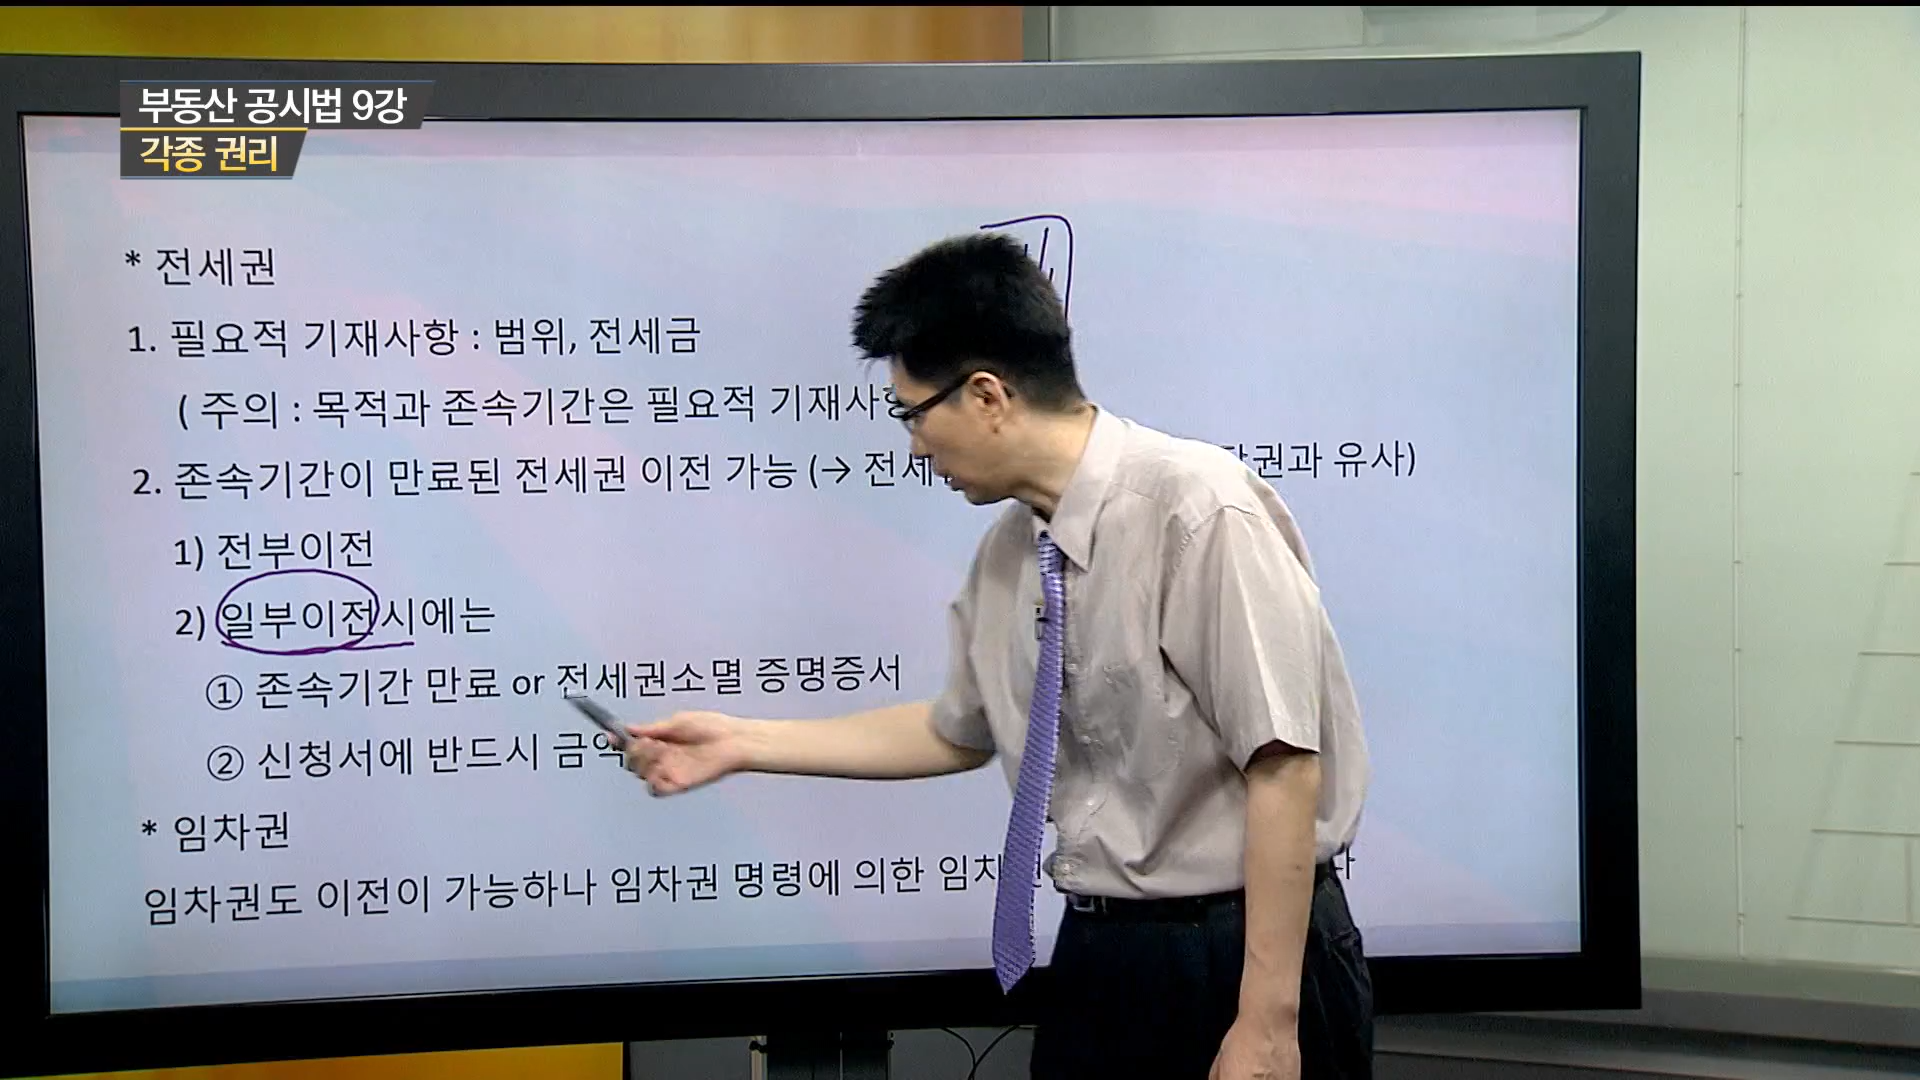 부동산 공시법 9강
각종 권리
* 전세권
1. 필요적 기재사항 : 범위, 전세금
( 주의 : 목적과 존속기간은 필요적 기재사항
2. 존속기간이 만료된 전세권 이전 가능 (→ 전세 권과 유사)
1) 전부이전
2) 일부이전시에는
① 존속기간 만료 or 전세권소멸 증명증서
② 신청서에 반드시 금액
* 임차권
임차권도 이전이 가능하나 임차권 명령에 의한 임차